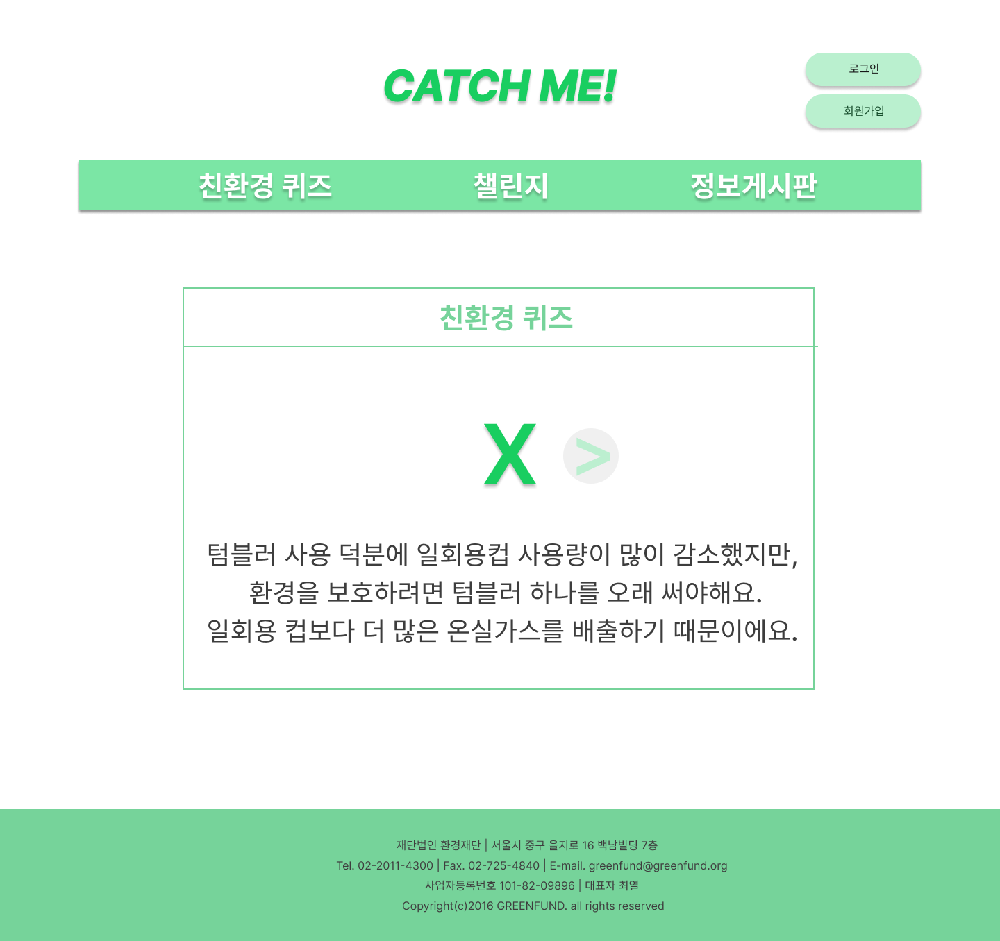 CATCH ME!
로그인
회원가입
친환경 퀴즈 챌린지 정보게시판
친환경 퀴즈
X >
텀블러 사용 덕분에 일회용컵 사용량이 많이 감소했지만,
환경을 보호하려면 텀블러 하나를 오래 써야해요.
일회용 컵보다 더 많은 온실가스를 배출하기 때문이에요.
재단법인 환경재단 | 서울시 중구 을지로 16 백남빌딩 7층
Tel. 02-2011-4300 | Fax. 02-725-4840 | E-mail. greenfund@greenfund.org
사업자등록번호 101-82-09896 | 대표자 최열
Copyright(c)2016 GREENFUND. all rights reserved